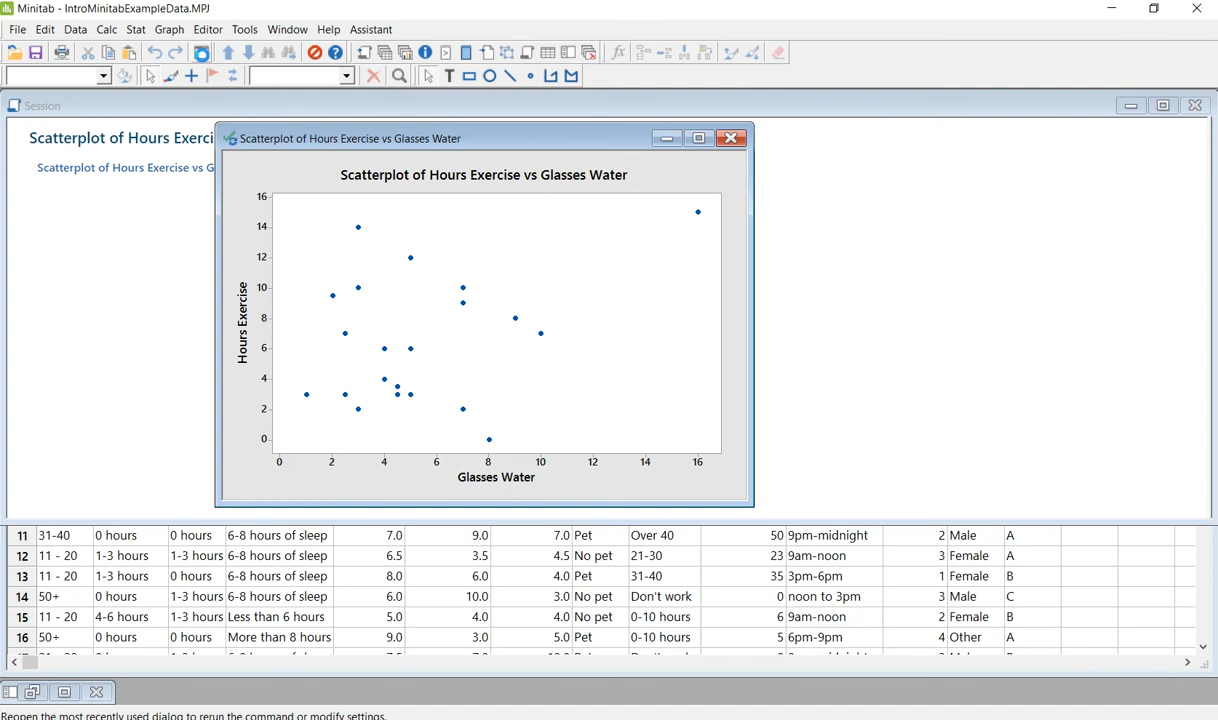 Minitab - IntroMinitabExampleData.MPJ
File Edit Data Calc Stat Graph Editor Tools Window Help Assistant
Session
Scatterplot of Hours Exerci
Scatterplot of Hours Exercise vs G
Scatterplot of Hours Exercise vs Glasses Water
Scatterplot of Hours Exercise vs Glasses Water
16
14
12
10
8
6
4
2
0
Hours Exercise
0 2 4 6 8 10 12 14 16
Glasses Water
11 31-40 0 hours 0 hours 6-8 hours of sleep 7.0 9.0 7.0 Pet Over 40 50 9pm-midnight 2 Male A
12 11 - 20 1-3 hours 1-3 hours 6-8 hours of sleep 6.5 3.5 4.5 No pet 21-30 23 9am-noon 3 Female A
13 11 - 20 1-3 hours 0 hours 6-8 hours of sleep 8.0 6.0 4.0 Pet 31-40 35 3pm-6pm 1 Female B
14 50+ 0 hours 1-3 hours 6-8 hours of sleep 6.0 10.0 3.0 No pet Don't work 0 noon to 3pm 3 Male C
15 11 - 20 4-6 hours 1-3 hours Less than 6 hours 5.0 4.0 4.0 No pet 0-10 hours 6 9am-noon 2 Female B
16 50+ 0 hours 0 hours More than 8 hours 9.0 3.0 5.0 Pet 0-10 hours 5 6pm-9pm 4 Other A
Reopen the most recently used dialog to rerun the command or modify settings.